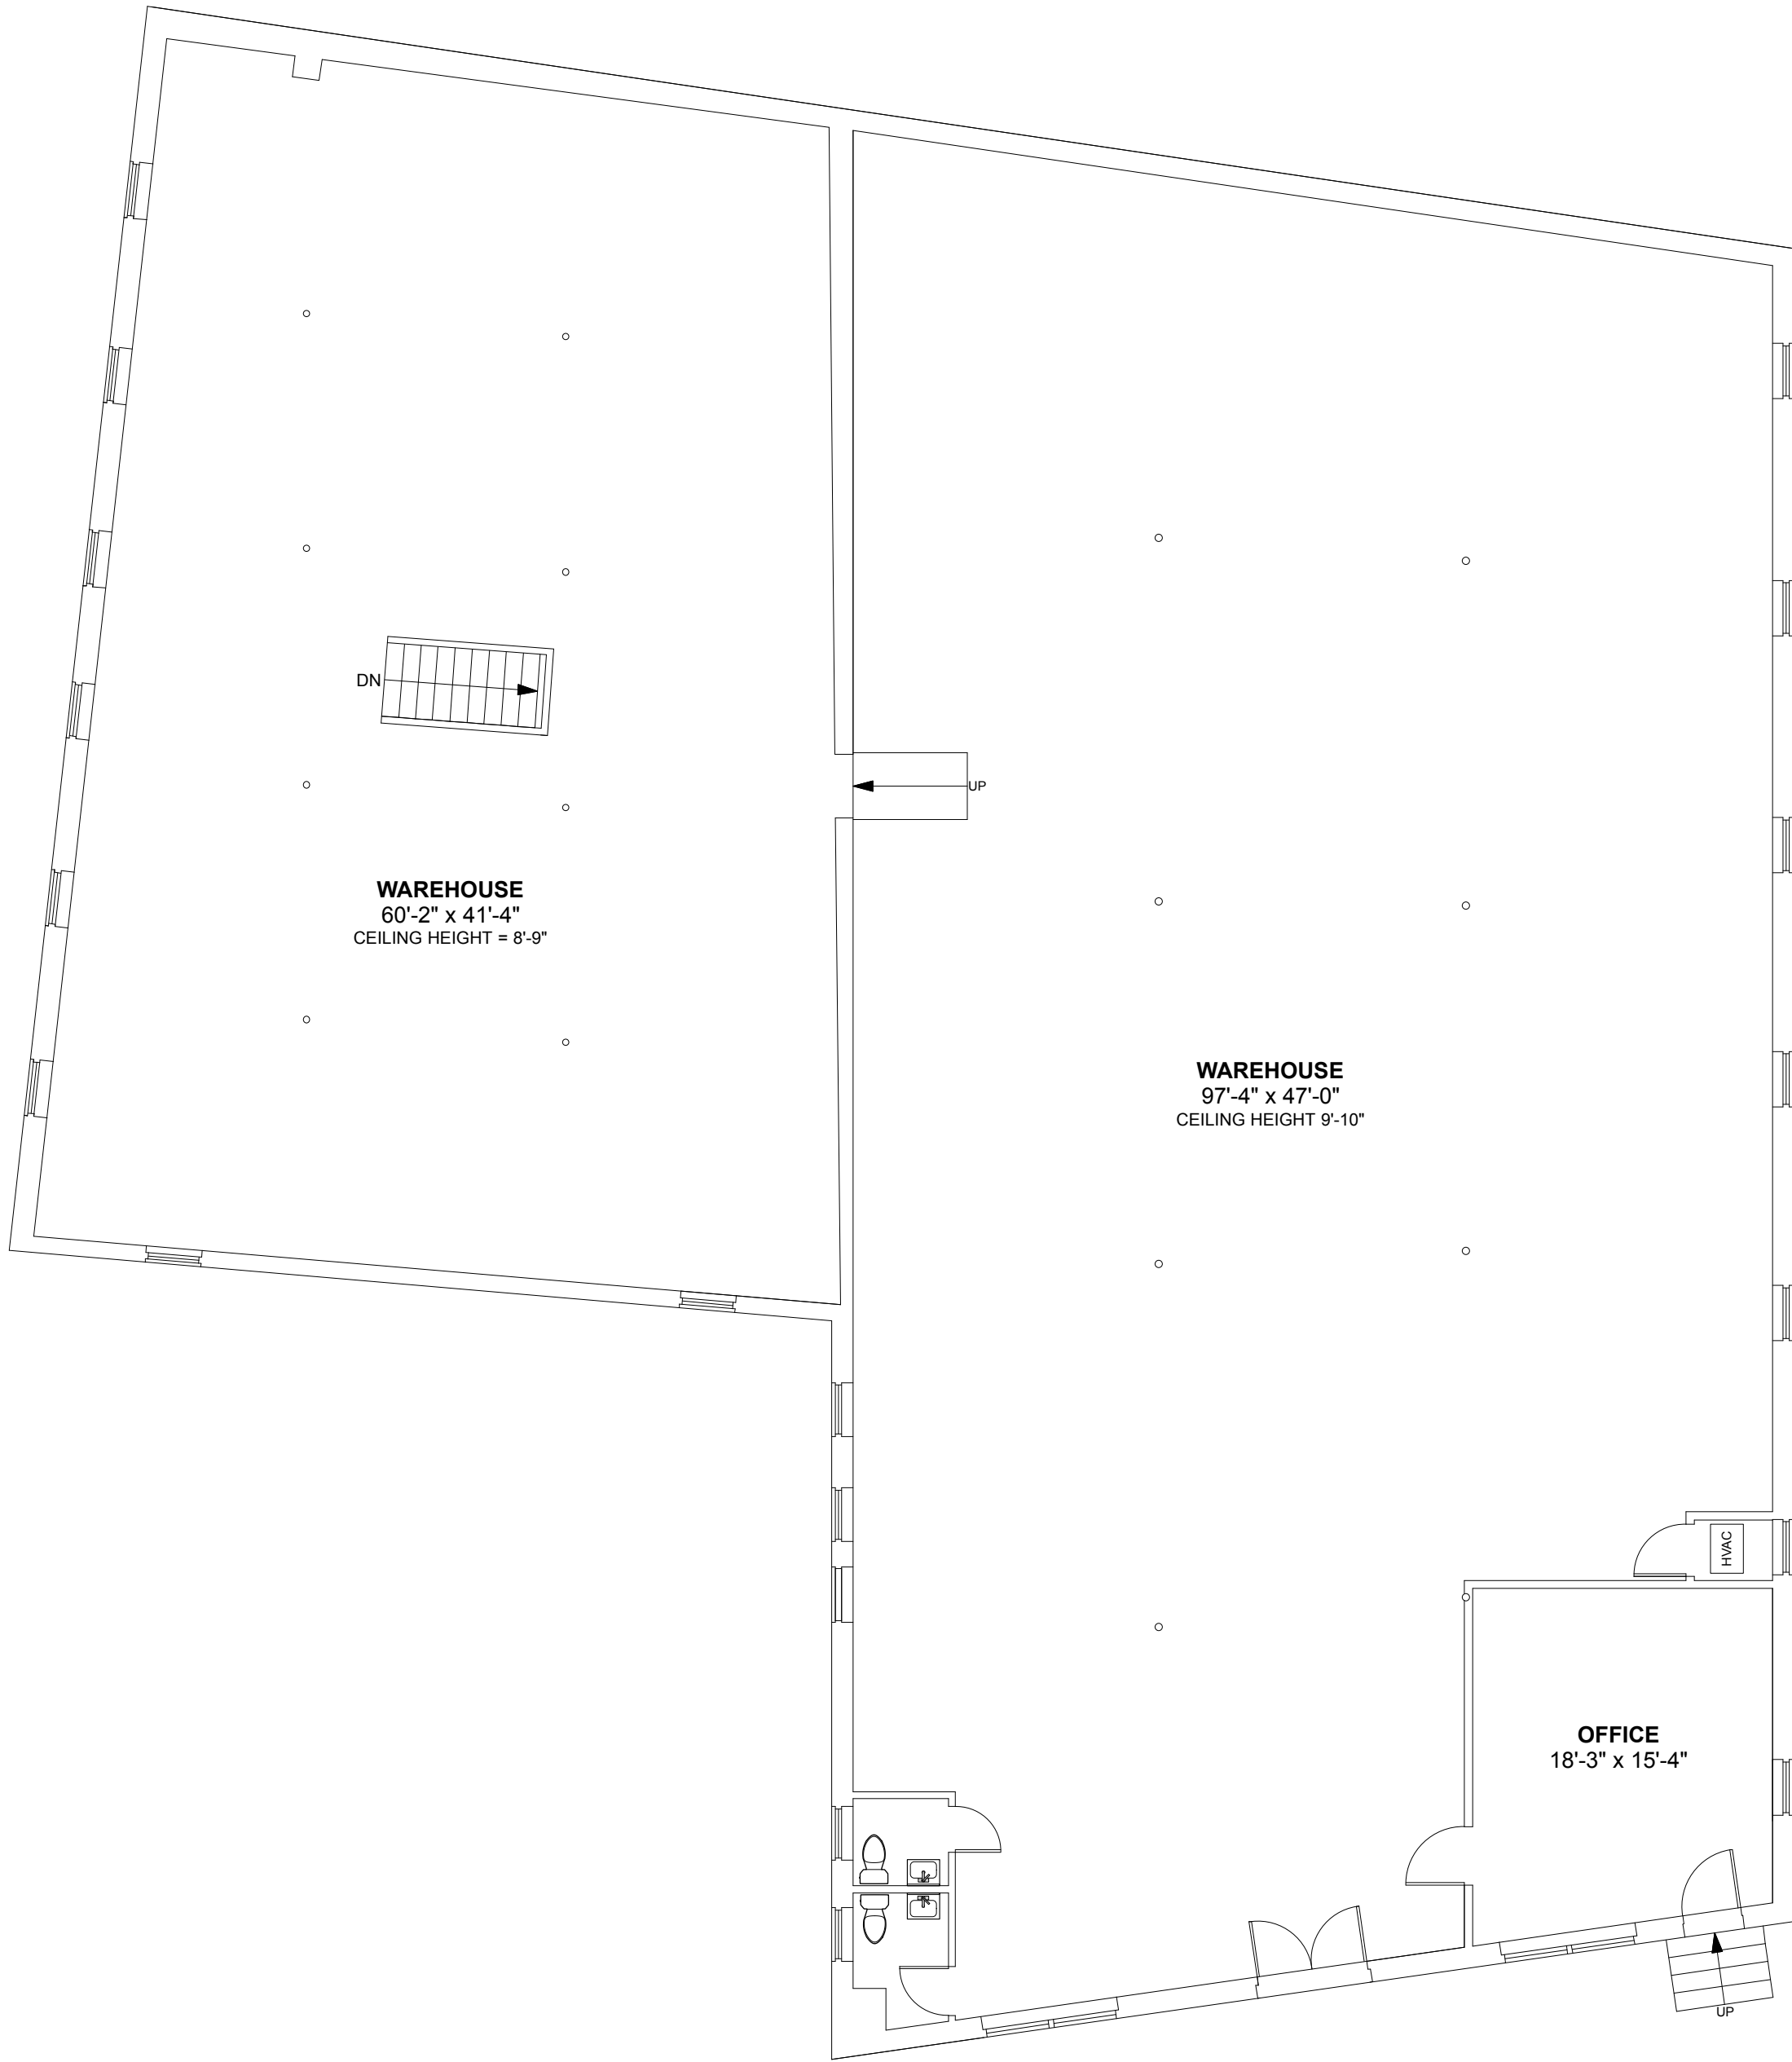 DN
UP
WAREHOUSE
60'-2" x 41'-4"
CEILING HEIGHT = 8'-9"
WAREHOUSE
97'-4" x 47'-0"
CEILING HEIGHT 9'-10"
HVAC
OFFICE
18'-3" x 15'-4"
UP